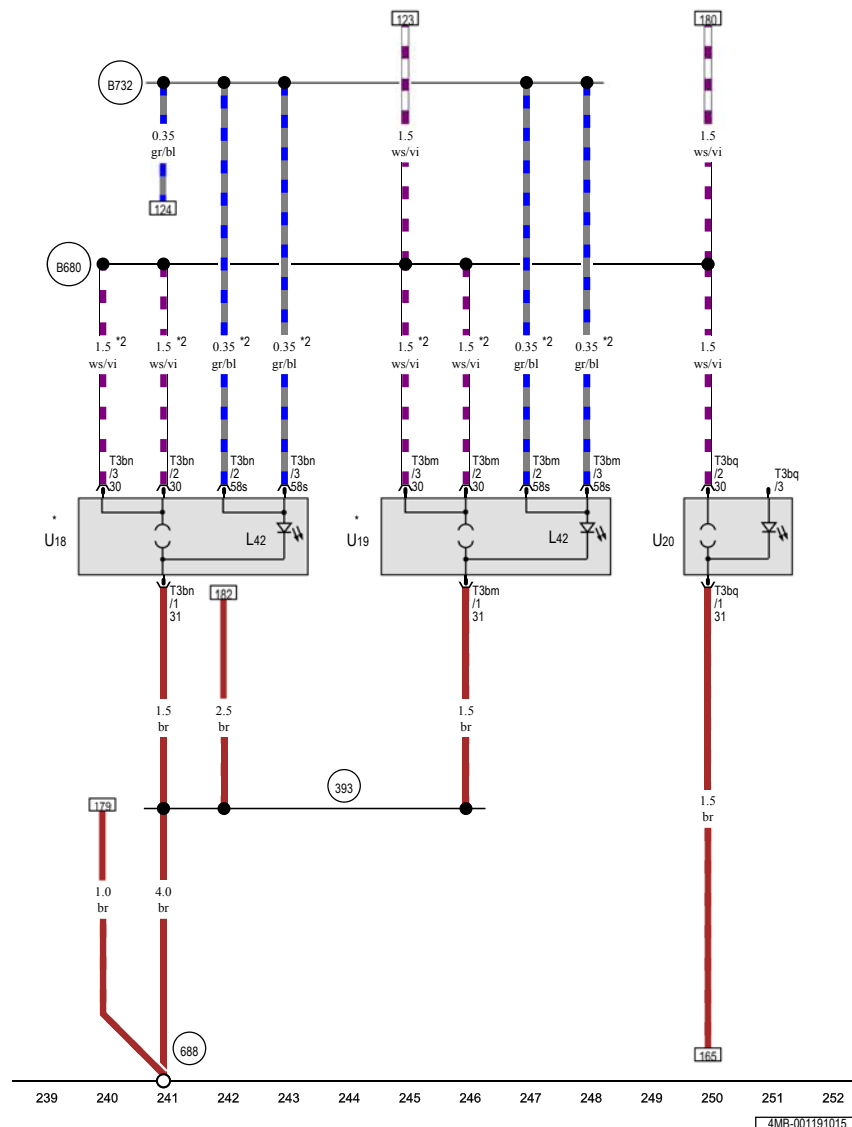 123
180
B732
0.35
gr/bl
1.5
ws/vi
1.5
ws/vi
124
B680
1.5 *2
ws/vi
1.5 *2
ws/vi
0.35 *2
gr/bl
0.35 *2
gr/bl
1.5 *2
ws/vi
1.5 *2
ws/vi
0.35 *2
gr/bl
0.35 *2
gr/bl
1.5
ws/vi
T3bn
/3
30
T3bn
/2
30
T3bn
/2
58s
T3bn
/3
58s
T3bm
/3
30
T3bm
/2
30
T3bm
/2
58s
T3bm
/3
58s
T3bq
/2
30
T3bq
/3
*
U18
L42
*
U19
L42
U20
T3bn
/1
31
182
T3bm
/1
31
T3bq
/1
31
1.5
br
2.5
br
1.5
br
393
179
1.5
br
1.0
br
4.0
br
688
165
239 240 241 242 243 244 245 246 247 248 249 250 251 252
4MB-001191015